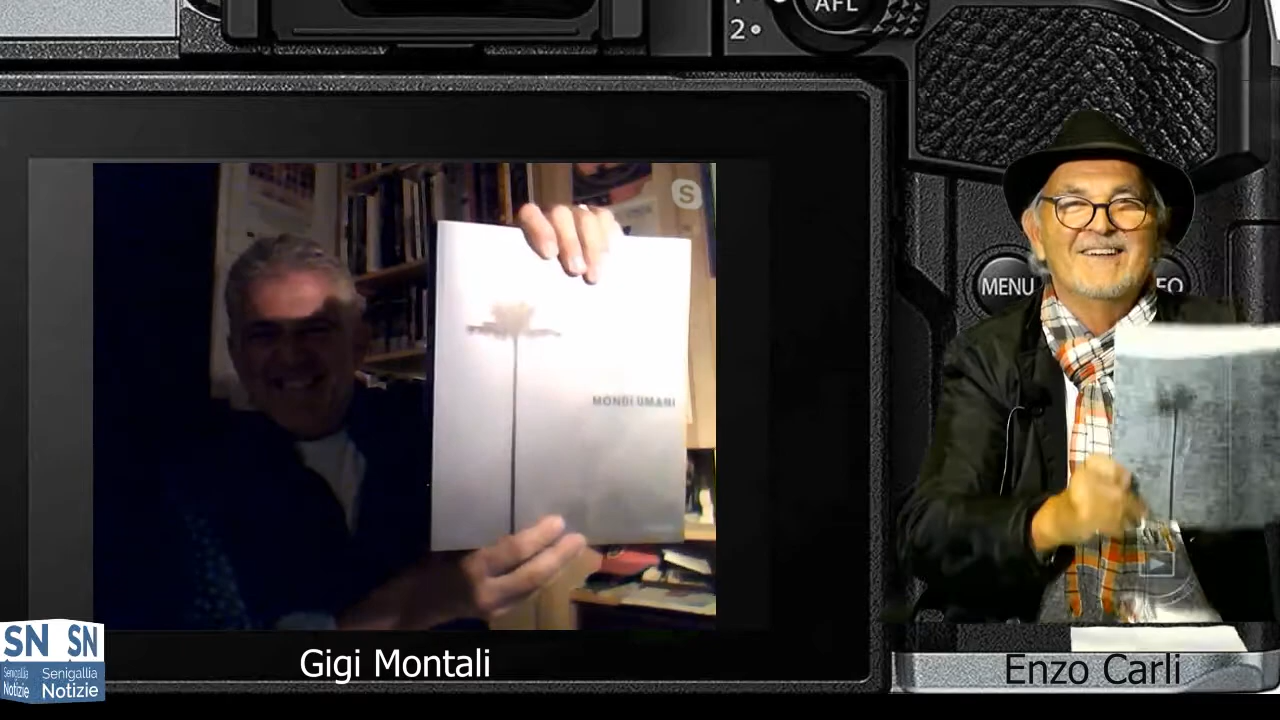 AFL
2
MENU
S
MONDI UMANI
SN SN
Senigallia
Notizie
Senigallia
Notizie
Gigi Montali
Enzo Carli